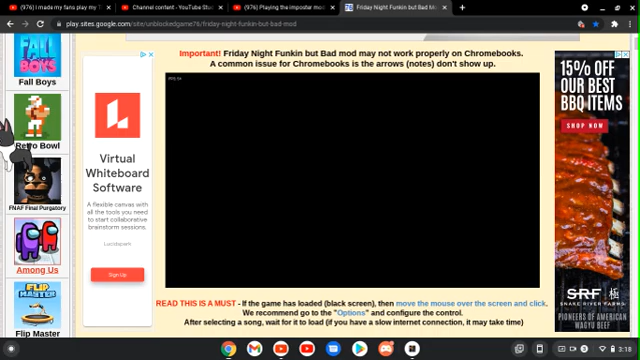 (976) I made my fans play my
Channel content - YouTube Stu
(976) Playing the imposter mod
Friday Night Funkin but Bad Mod
play.sites.google.com/site/unblockedgame76/friday-night-funkin-but-bad-mod
FALL
BOYS
Fall Boys
Retro Bowl
FNAF Final Purgatory
Among Us
FLIP
MASTER
Flip Master
Virtual
Whiteboard
Software
A flexible canvas with
all the tools you need
to start collaborative
brainstorm sessions.
Lucidspark
Sign Up
Important! Friday Night Funkin but Bad mod may not work properly on Chromebooks.
A common issue for Chromebooks is the arrows (notes) don't show up.
READ THIS IS A MUST - If the game has loaded (black screen), then move the mouse over the screen and click.
We recommend go to the "Options" and configure the control.
After selecting a song, wait for it to load (if you have a slow internet connection, it may take time)
15% OFF
OUR BEST
BBQ ITEMS
SHOP NOW
SRF
SNAKE RIVER FARMS
PIONEERS OF AMERICAN
WAGYU BEEF
3:18